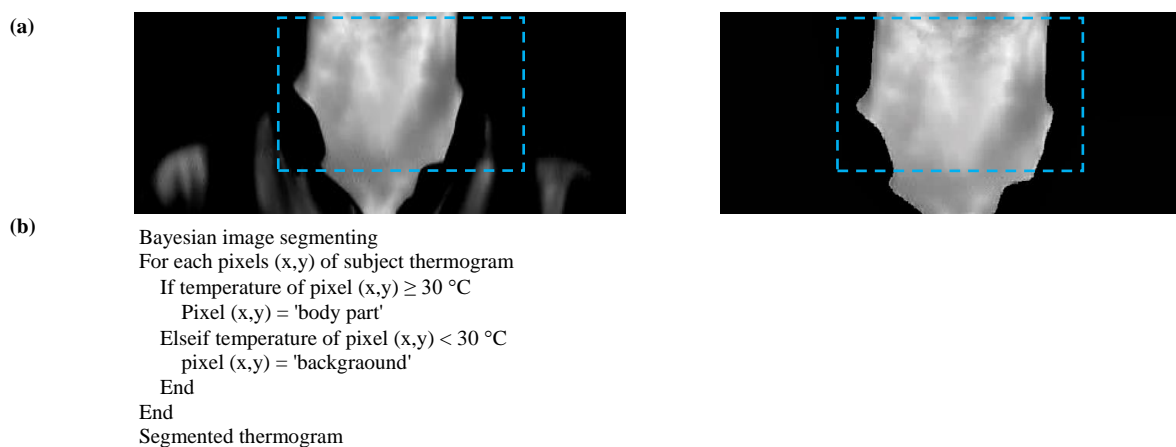 (a)
(b)
Bayesian image segmenting
For each pixels (x,y) of subject thermogram
If temperature of pixel (x,y) ≥ 30 °C
Pixel (x,y) = 'body part'
Elseif temperature of pixel (x,y) < 30 °C
pixel (x,y) = 'backgraound'
End
End
Segmented thermogram